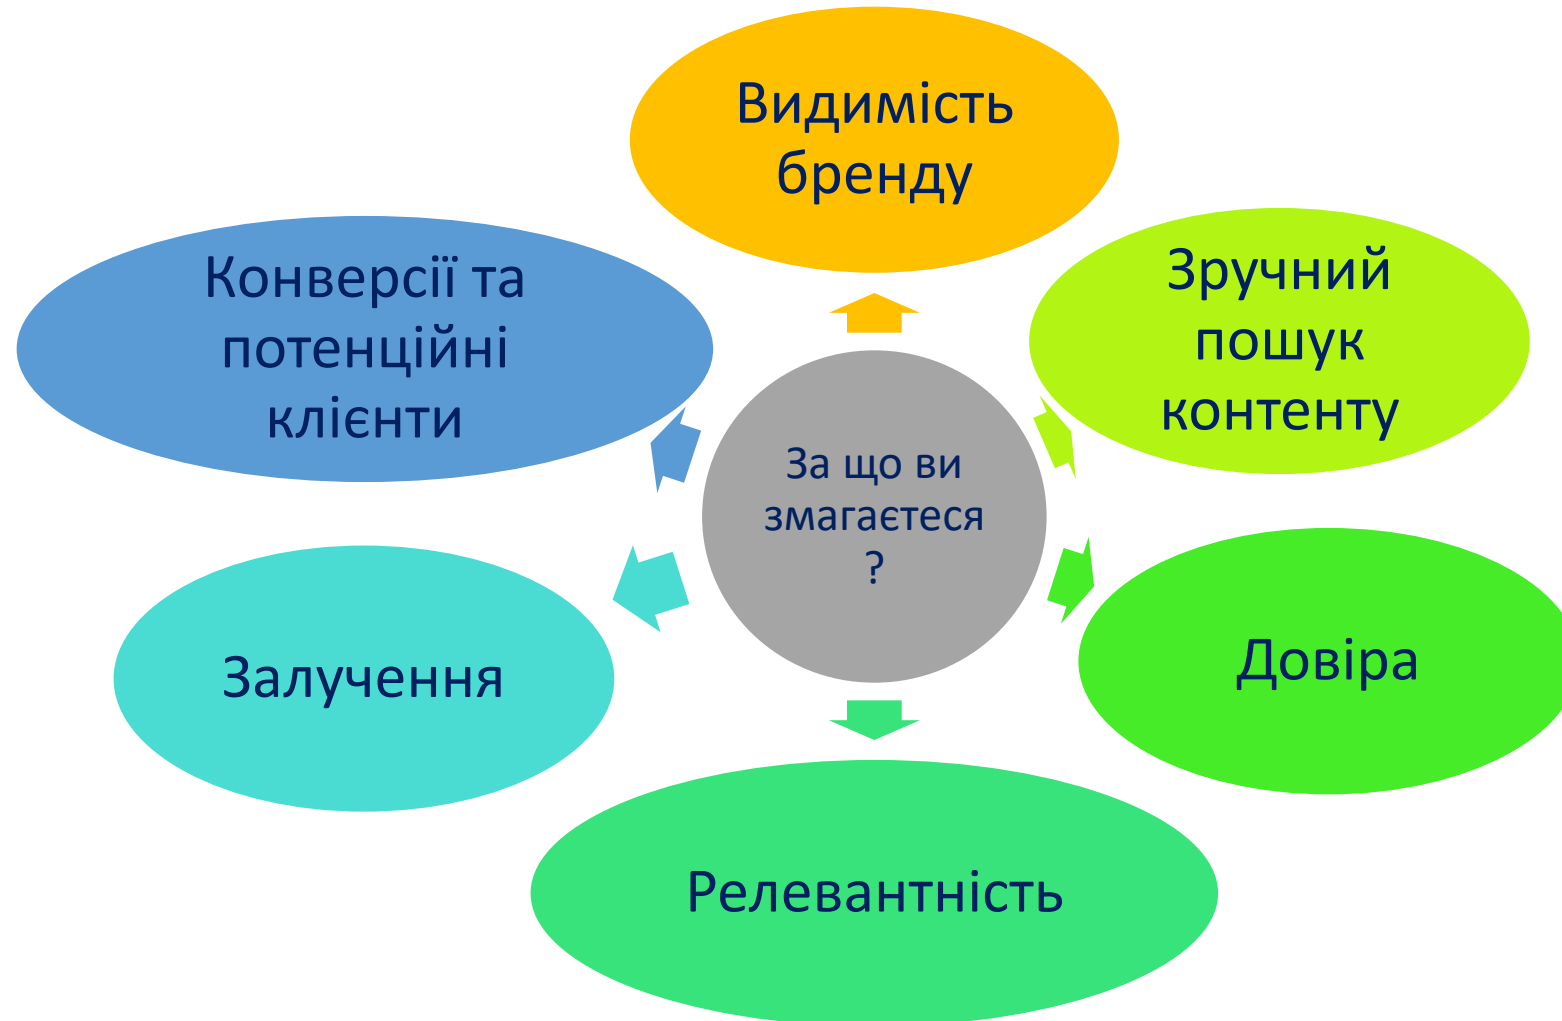 Видимість
бренду
Зручний
пошук
контенту
Довіра
Релевантність
Залучення
Конверсії та
потенційні
клієнти
За що ви
змагаєтеся
?